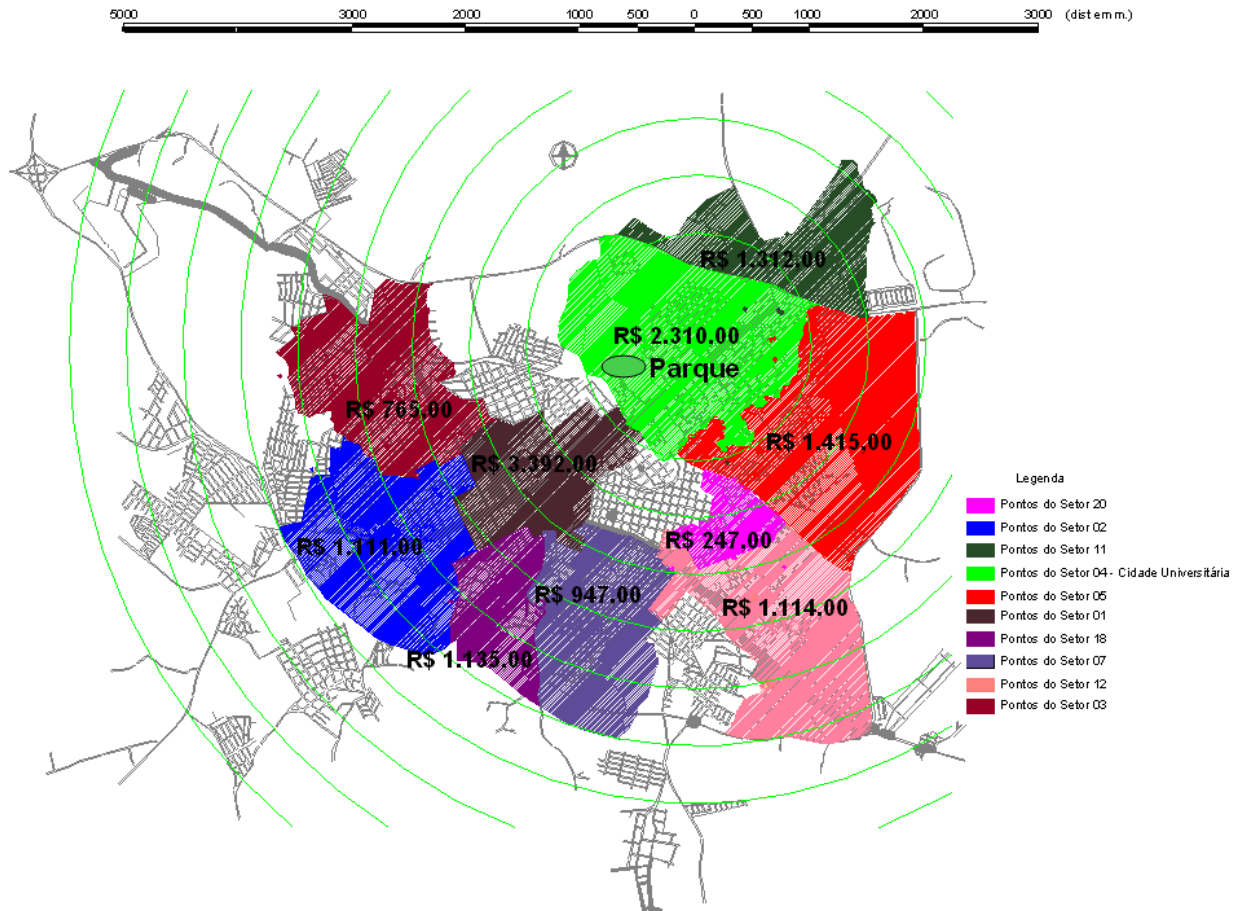 5000 3000 2000 1000 500 0 500 1000 2000 3000 (dist em m.)
R$ 1.312,00
R$ 2.310,00
Parque
R$ 765,00
R$ 1.415,00
R$ 3.392,00
R$ 1.111,00
R$ 247,00
R$ 947,00
R$ 1.114,00
R$ 1.135,00
Legenda
Pontos do Setor 20
Pontos do Setor 02
Pontos do Setor 11
Pontos do Setor 04 - Cidade Universitária
Pontos do Setor 05
Pontos do Setor 01
Pontos do Setor 18
Pontos do Setor 07
Pontos do Setor 12
Pontos do Setor 03